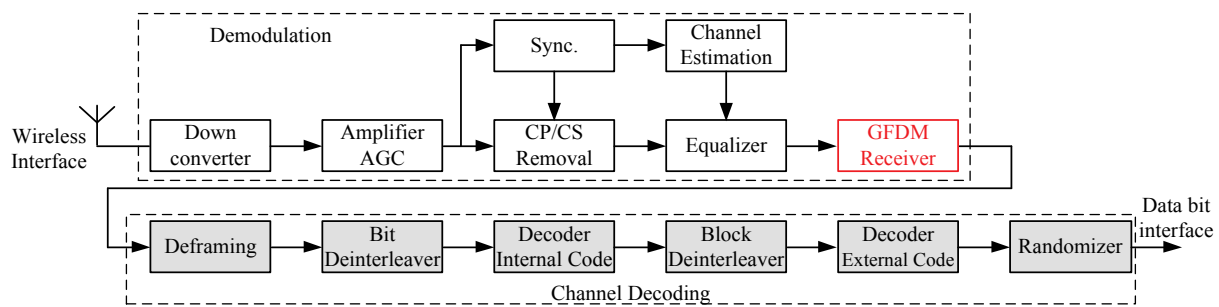 Demodulation
Sync.
Channel
Estimation
Wireless
Interface
Down
converter
Amplifier
AGC
CP/CS
Removal
Equalizer
GFDM
Receiver
Deframing
Bit
Deinterleaver
Decoder
Internal Code
Block
Deinterleaver
Decoder
External Code
Randomizer
Data bit
interface
Channel Decoding